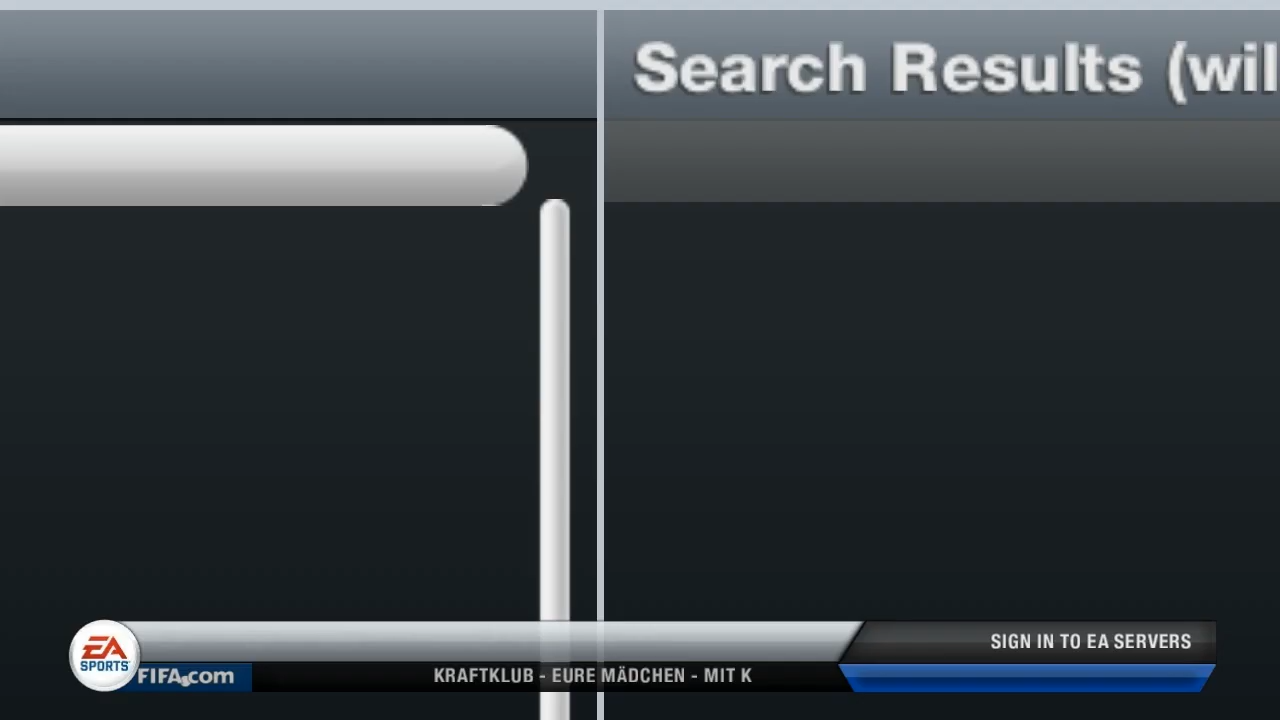 Search Results (wil
SIGN IN TO EA SERVERS
EA
SPORTS
FIFA.com
KRAFTKLUB - EURE MÄDCHEN - MIT K